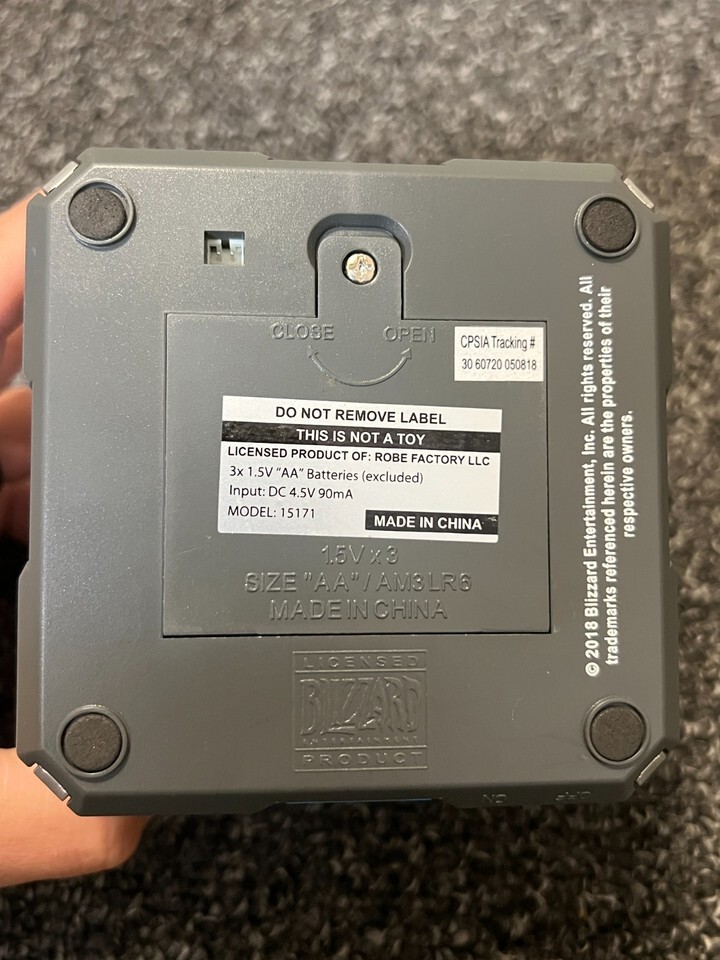 CLOSE OPEN
CPSIA Tracking #
30 60720 050818
DO NOT REMOVE LABEL
THIS IS NOT A TOY
LICENSED PRODUCT OF: ROBE FACTORY LLC
3x 1.5V “AA” Batteries (excluded)
Input: DC 4.5V 90mA
MODEL: 15171
MADE IN CHINA
1.5V x 3
SIZE "AA" / AM3 LR6
MADE IN CHINA
LICENSED
BLIZZARD
ENTERTAINMENT
PRODUCT
© 2018 Blizzard Entertainment, Inc. All rights reserved. All
trademarks referenced herein are the properties of their
respective owners.